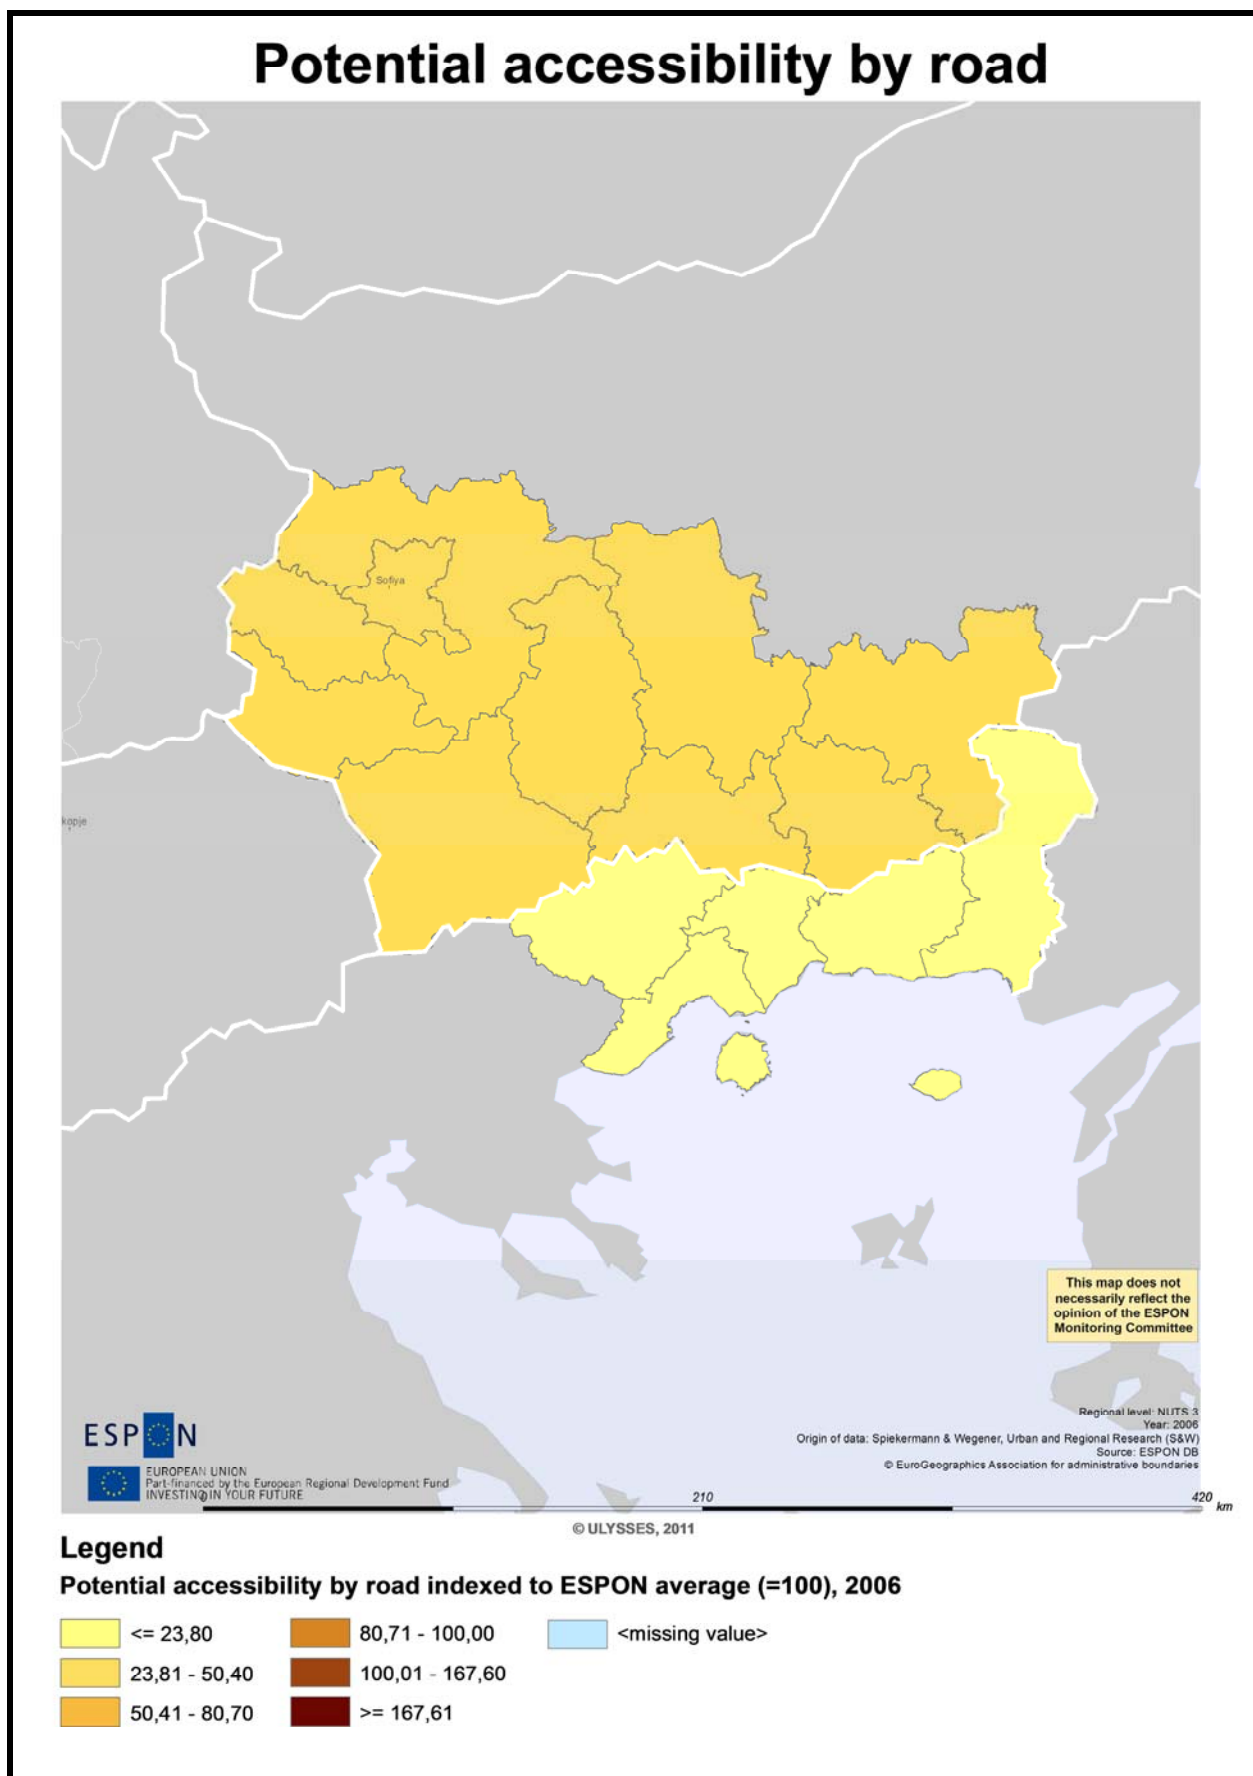 Potential accessibility by road
Sofiya
kopje
This map does not
necessarily reflect the
opinion of the ESPON
Monitoring Committee
Regional level: NUTS 3
Year: 2006
Origin of data: Spiekermann & Wegener, Urban and Regional Research (S&W)
Source: ESPON DB
© EuroGeographics Association for administrative boundaries
ESPON
EUROPEAN UNION
Part-financed by the European Regional Development Fund
INVESTING IN YOUR FUTURE
0 210 420 km
© ULYSSES, 2011
Legend
Potential accessibility by road indexed to ESPON average (=100), 2006
<= 23,80
23,81 - 50,40
50,41 - 80,70
80,71 - 100,00
100,01 - 167,60
>= 167,61
<missing value>